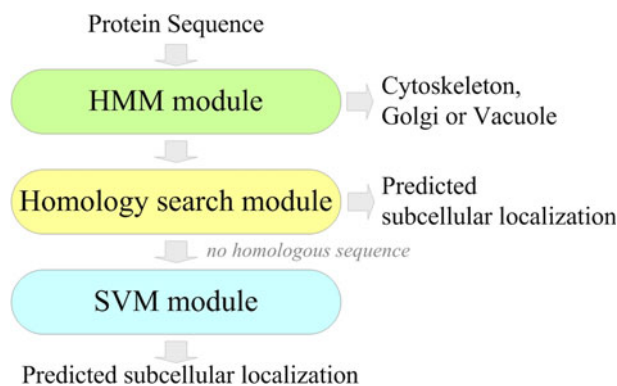 Protein Sequence
HMM module
Cytoskeleton,
Golgi or Vacuole
Homology search module
Predicted
subcellular localization
no homologous sequence
SVM module
Predicted subcellular localization